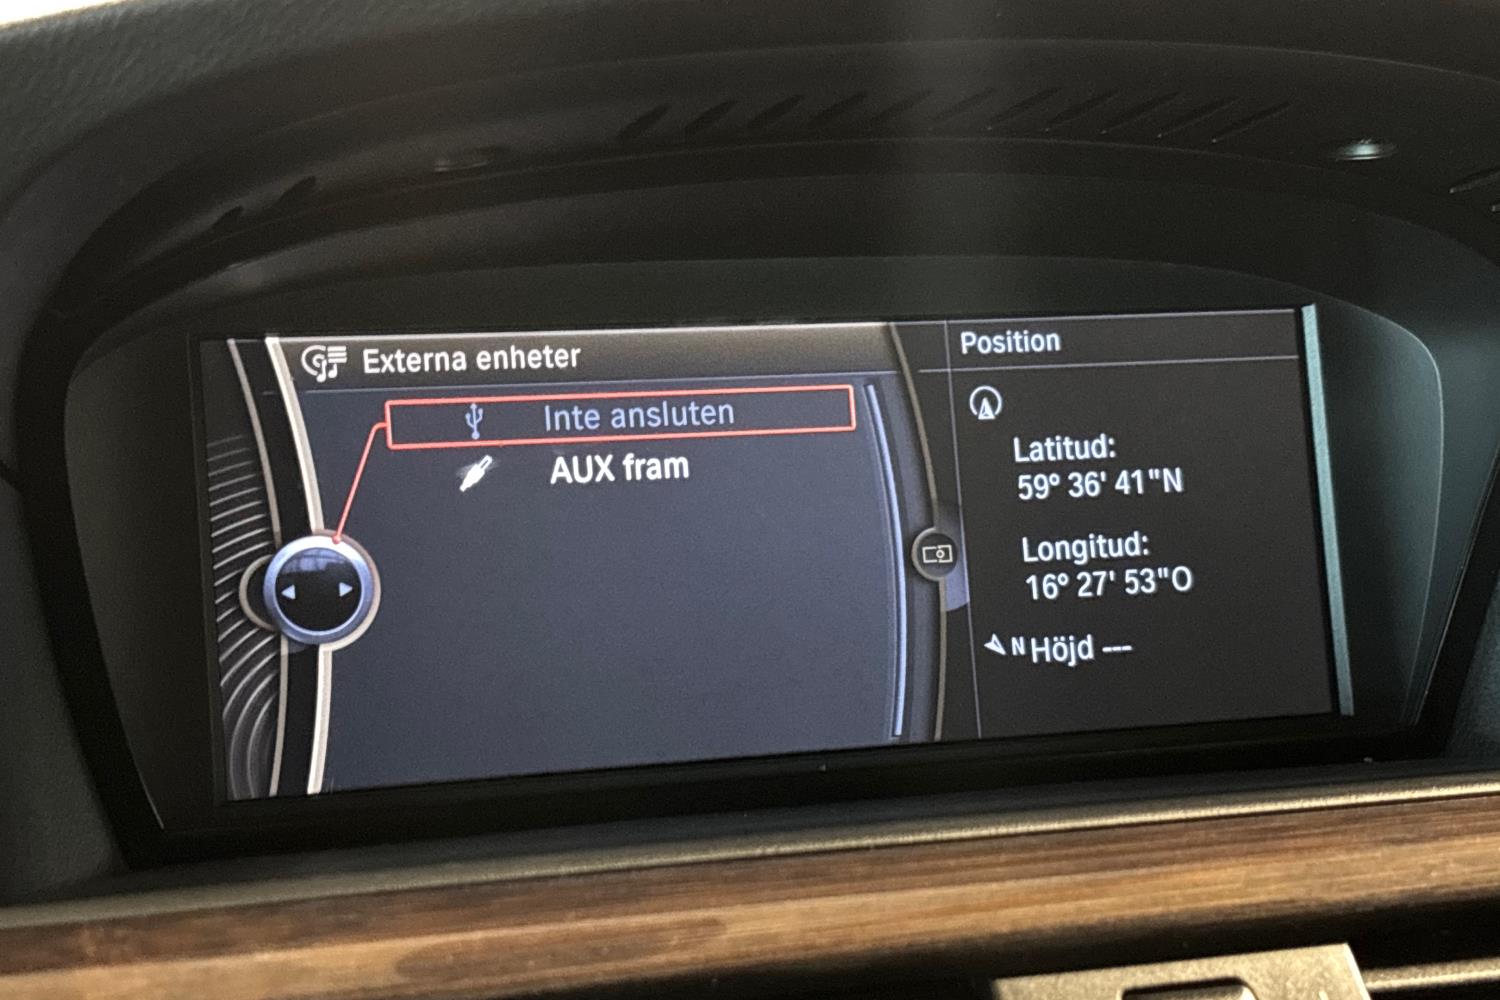 Externa enheter
Inte ansluten
AUX fram
Position
Latitud:
59° 36' 41"N
Longitud:
16° 27' 53"O
N Höjd ---